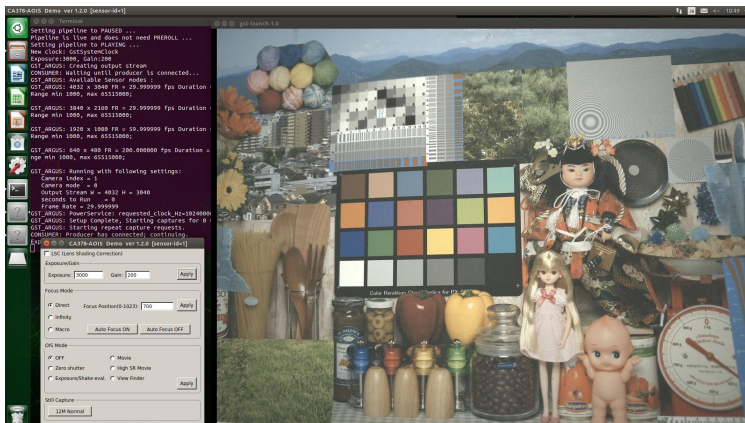 CA378-AOIS Demo ver 1.2.0 [sensor-id=1]
Ja
10:49
Terminal
gst-launch-1.0
Setting pipeline to PAUSED ...
Pipeline is live and does not need PREROLL ...
Setting pipeline to PLAYING ...
New clock: GstSystemClock
Exposure:3000, Gain:200
GST_ARGUS: Creating output stream
CONSUMER: Waiting until producer is connected...
GST_ARGUS: Available Sensor modes :
GST_ARGUS: 4032 x 3040 FR = 29.999999 fps Duration
Range min 1000, max 65515000;
GST_ARGUS: 3840 x 2160 FR = 29.999999 fps Duration
Range min 1000, max 65515000;
GST_ARGUS: 1920 x 1080 FR = 59.999999 fps Duration
Range min 1000, max 65515000;
GST_ARGUS: 640 x 480 FR = 200.000000 fps Duration =
nge min 1000, max 65515000;
GST_ARGUS: Running with following settings:
Camera index = 1
Camera mode = 0
Output Stream W = 4032 H = 3040
seconds to Run = 0
Frame Rate = 29.999999
GST_ARGUS: PowerService: requested_clock_Hz=10240000
GST_ARGUS: Setup Complete, Starting captures for 0
GST_ARGUS: Starting repeat capture requests.
CONSUMER: Producer has connected; continuing.
CA378-AOIS Demo ver 1.2.0 [sensor-id=1]
LSC (Lens Shading Correction)
Exposure/Gain
Exposure: 3000 Gain: 200 Apply
Focus Mode
Direct Focus Position(0-1023): 700 Apply
Infinity
Macro Auto Focus ON Auto Focus OFF
OIS Mode
OFF Movie
Zero shutter High SR Movie
Exposure/Shake eval. View Finder Apply
Still Capture
12M Normal